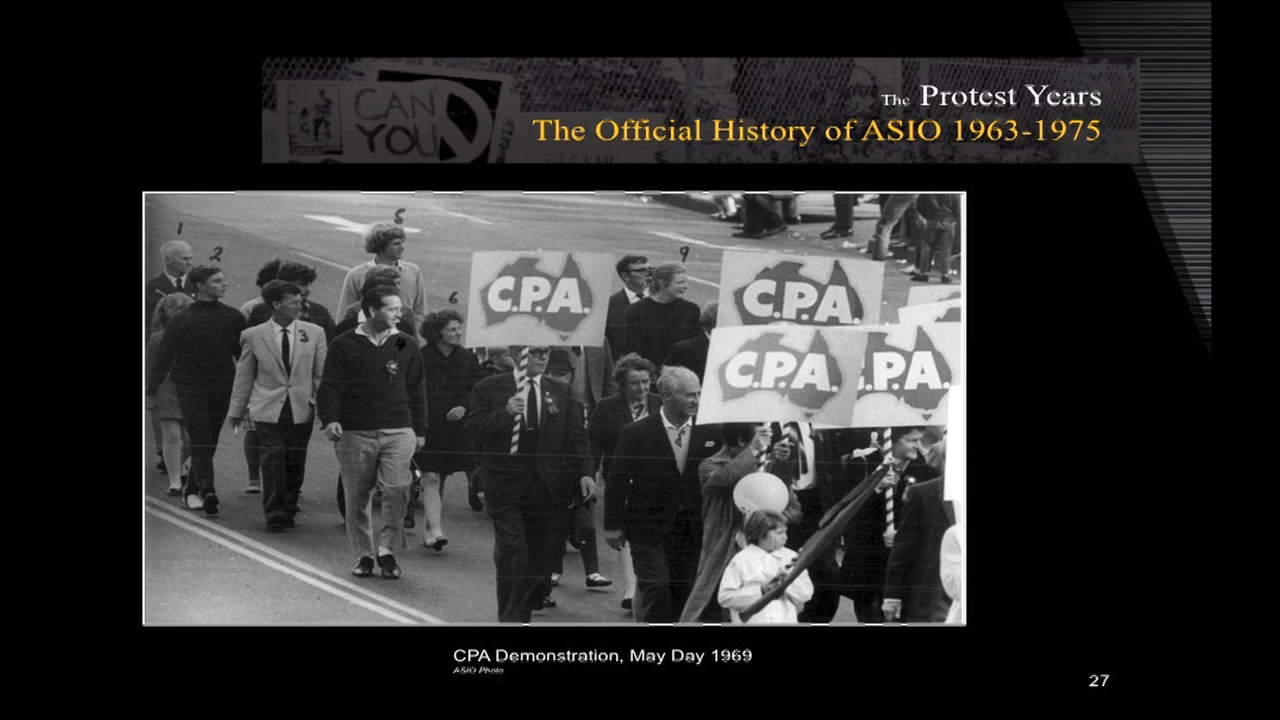 CAN
YOU
The Protest Years
The Official History of ASIO 1963-1975
1
2
5
3
4
6
9
C.P.A.
C.P.A.
C.P.A.
.P.A.
CPA Demonstration, May Day 1969
ASIO Photo
27